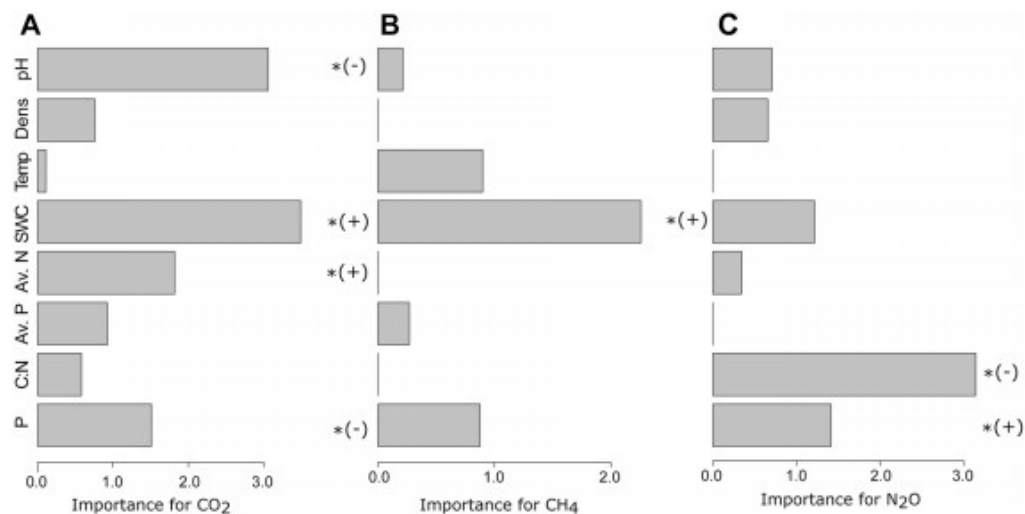 A B C
pH *(-)
Dens
Temp
SWC *(+) *(+)
Av. N *(+)
Av. P
C:N *(-)
P *(-) *(+)
0.0 1.0 2.0 3.0 0.0 1.0 2.0 0.0 1.0 2.0 3.0
Importance for CO₂ Importance for CH₄ Importance for N₂O